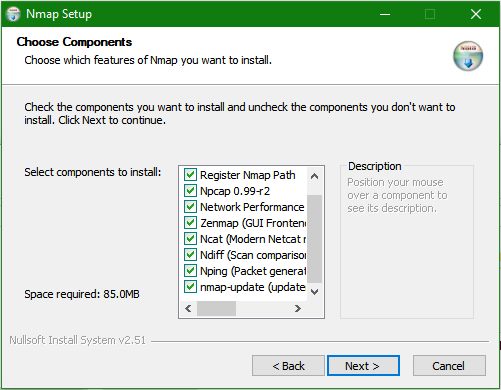 Nmap Setup
Choose Components
Choose which features of Nmap you want to install.
Check the components you want to install and uncheck the components you don't want to
install. Click Next to continue.
Select components to install:
Register Nmap Path
Npcap 0.99-r2
Network Performance
Zenmap (GUI Frontend
Ncat (Modern Netcat r
Ndiff (Scan comparison
Nping (Packet generat
nmap-update (update
Description
Position your mouse
over a component to
see its description.
Space required: 85.0MB
Nullsoft Install System v2.51
< Back
Next >
Cancel